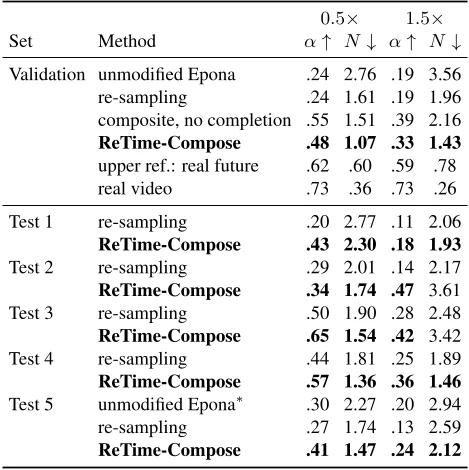 0.5× 1.5×
Set Method α ↑ N ↓ α ↑ N ↓
Validation unmodified Epona .24 2.76 .19 3.56
re-sampling .24 1.61 .19 1.96
composite, no completion .55 1.51 .39 2.16
ReTime-Compose .48 1.07 .33 1.43
upper ref.: real future .62 .60 .59 .78
real video .73 .36 .73 .26
Test 1 re-sampling .20 2.77 .11 2.06
ReTime-Compose .43 2.30 .18 1.93
Test 2 re-sampling .29 2.01 .14 2.17
ReTime-Compose .34 1.74 .47 3.61
Test 3 re-sampling .50 1.90 .28 2.48
ReTime-Compose .65 1.54 .42 3.42
Test 4 re-sampling .44 1.81 .25 1.89
ReTime-Compose .57 1.36 .36 1.46
Test 5 unmodified Epona* .30 2.27 .20 2.94
re-sampling .27 1.74 .13 2.59
ReTime-Compose .41 1.47 .24 2.12